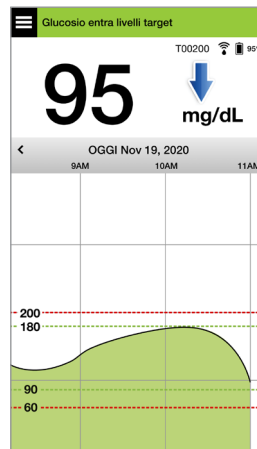 Glucosio entra livelli target
T00200 95%
95
mg/dL
< OGGI Nov 19, 2020
9AM 10AM 11AM
200
180
90
60